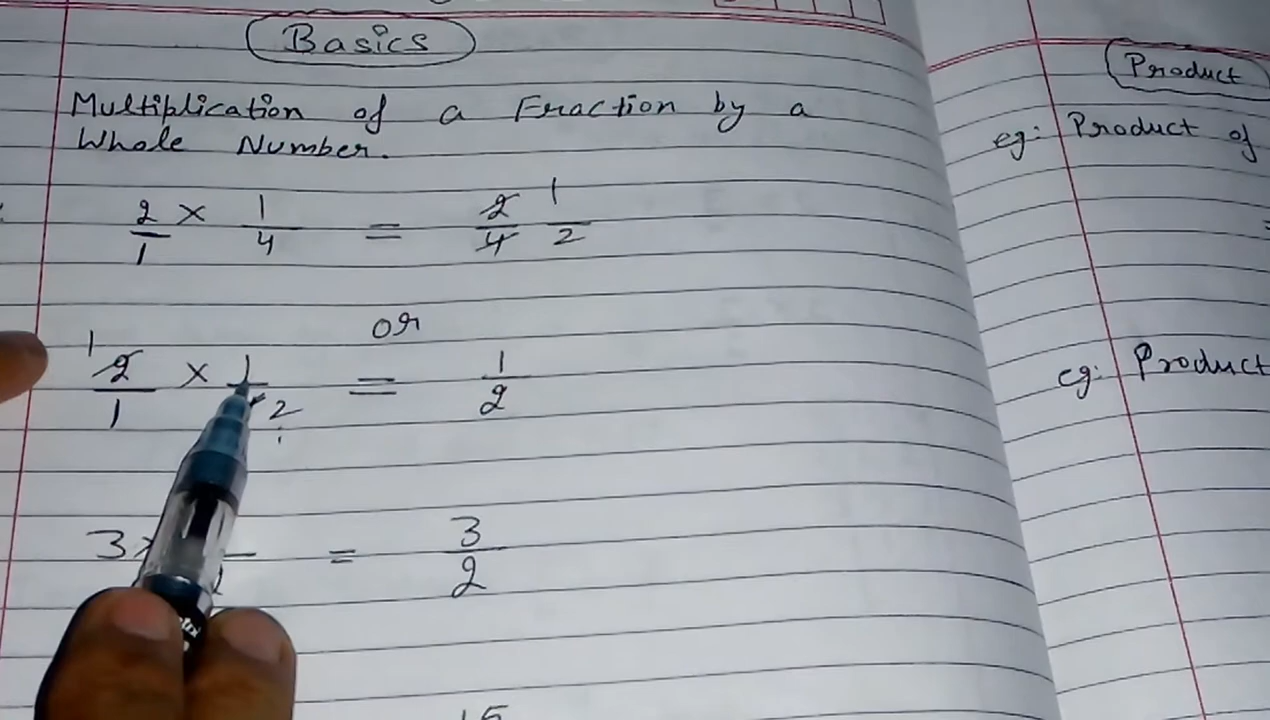 Basics
Multiplication of a Fraction by a
Whole Number.
2/1 × 1/4 = 2/4 1/2
or
1 2/1 × 1/ 2 = 1/2
3 = 3/2
15
Product
eg: Product of
eg: Product